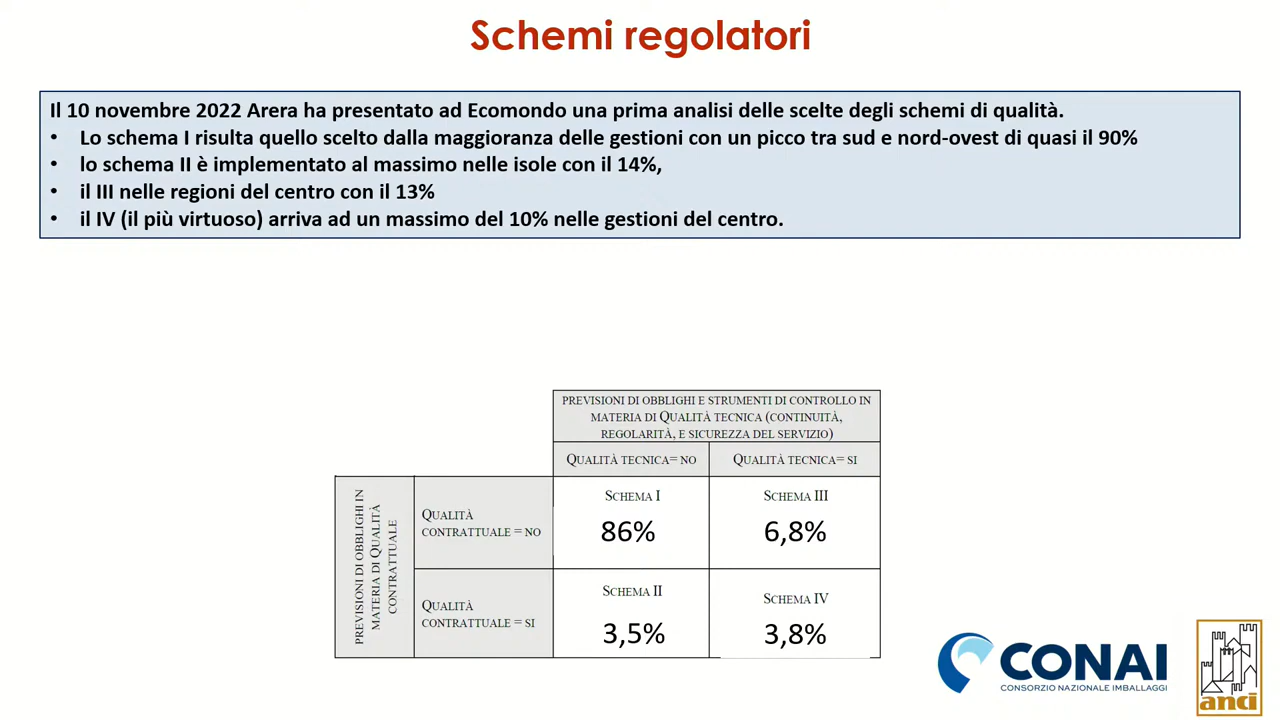 Schemi regolatori
Il 10 novembre 2022 Arera ha presentato ad Ecomondo una prima analisi delle scelte degli schemi di qualità.
• Lo schema I risulta quello scelto dalla maggioranza delle gestioni con un picco tra sud e nord-ovest di quasi il 90%
• lo schema II è implementato al massimo nelle isole con il 14%,
• il III nelle regioni del centro con il 13%
• il IV (il più virtuoso) arriva ad un massimo del 10% nelle gestioni del centro.
PREVISIONI DI OBBLIGHI E STRUMENTI DI CONTROLLO IN
MATERIA DI QUALITÀ TECNICA (CONTINUITÀ,
REGOLARITÀ, E SICUREZZA DEL SERVIZIO)
QUALITÀ TECNICA= NO
QUALITÀ TECNICA= SI
PREVISIONI DI OBBLIGHI IN
MATERIA DI QUALITÀ
CONTRATTUALE
QUALITÀ
CONTRATTUALE = NO
SCHEMA I
86%
SCHEMA III
6,8%
QUALITÀ
CONTRATTUALE = SI
SCHEMA II
3,5%
SCHEMA IV
3,8%
CONAI
CONSORZIO NAZIONALE IMBALLAGGI
anci